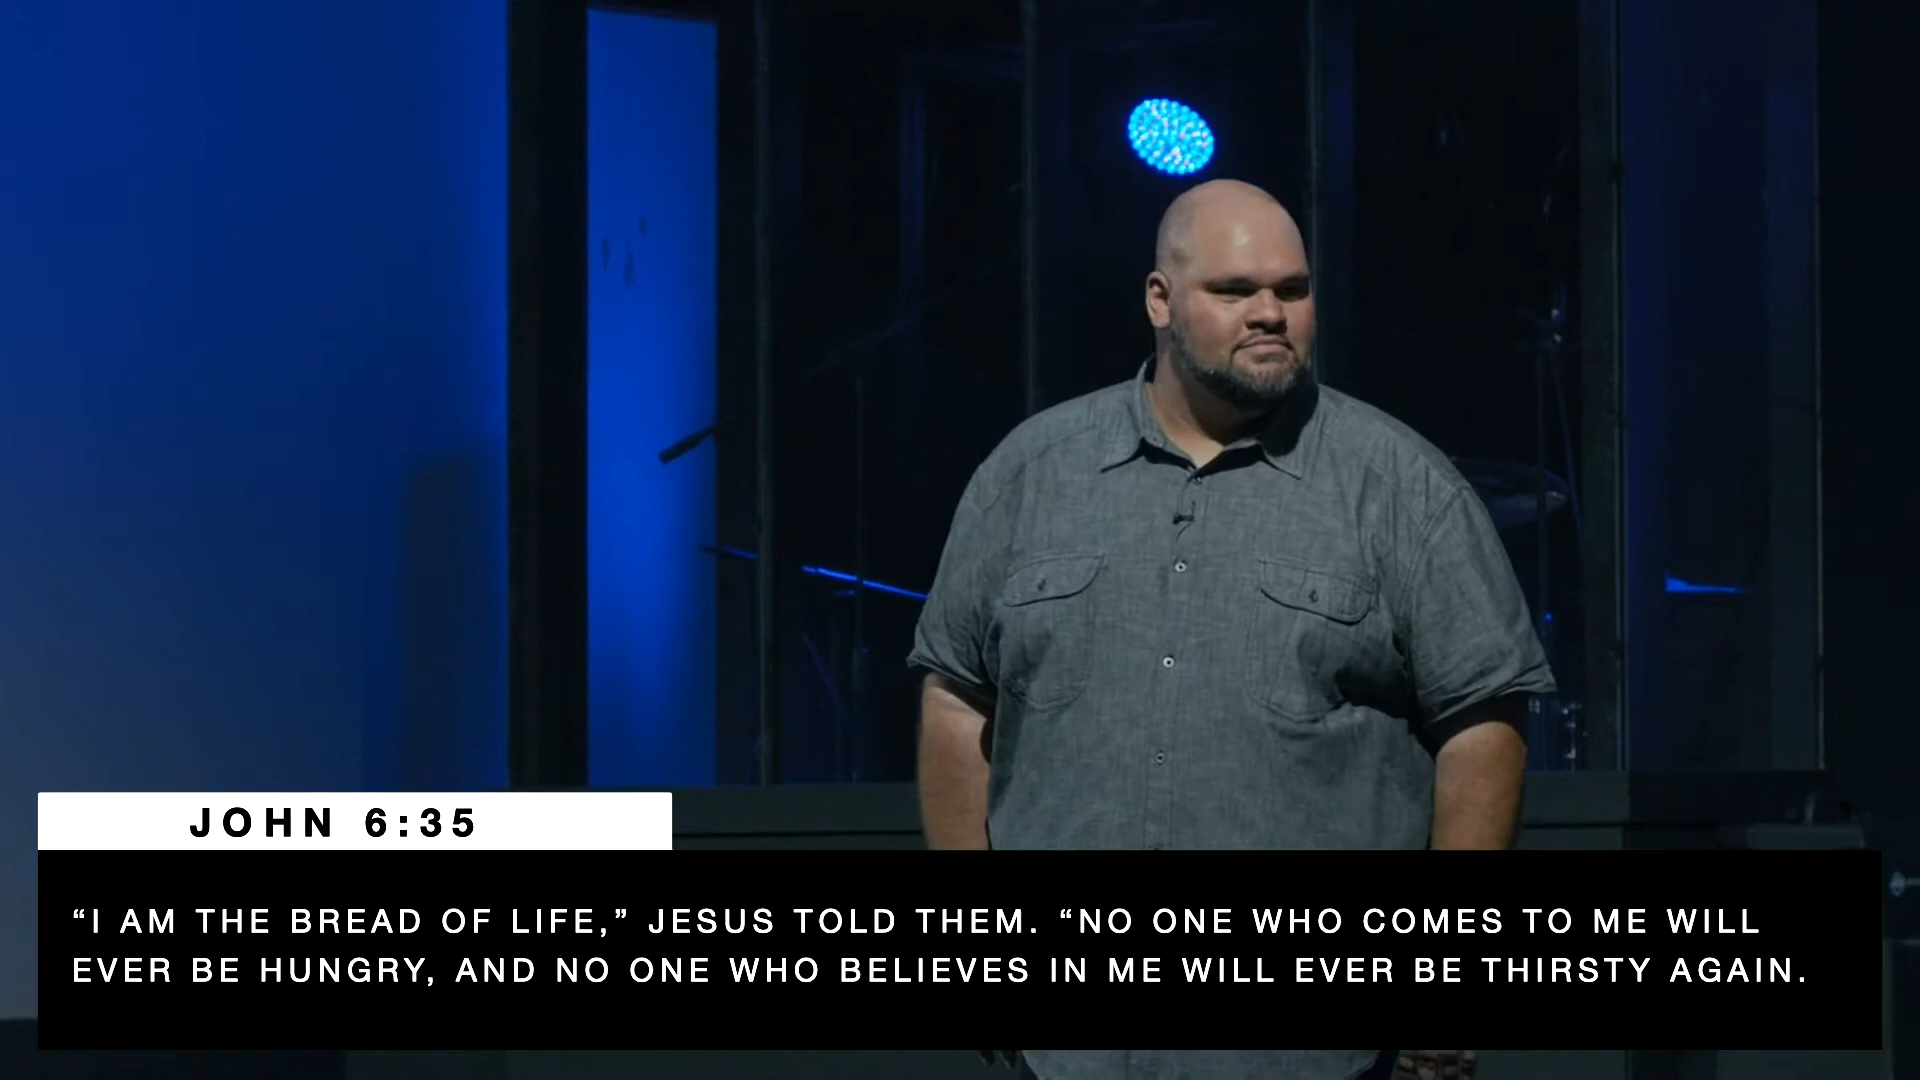 JOHN 6:35
“I AM THE BREAD OF LIFE,” JESUS TOLD THEM. “NO ONE WHO COMES TO ME WILL
EVER BE HUNGRY, AND NO ONE WHO BELIEVES IN ME WILL EVER BE THIRSTY AGAIN.